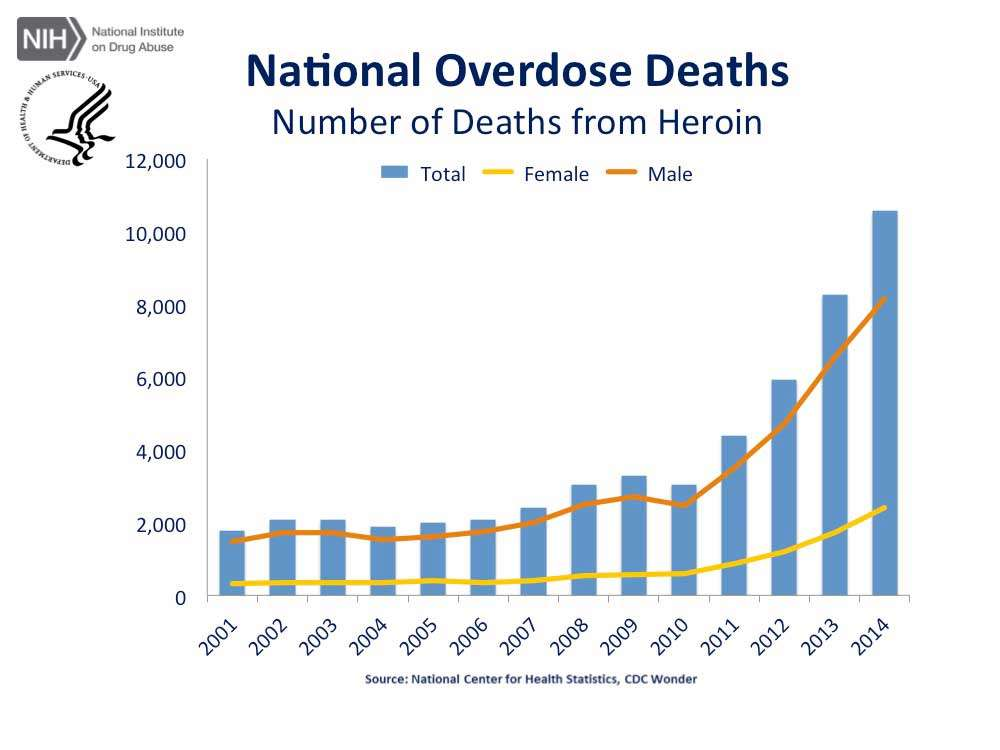 NIH National Institute
on Drug Abuse
DEPARTMENT OF HEALTH & HUMAN SERVICES·USA
National Overdose Deaths
Number of Deaths from Heroin
Total Female Male
12,000
10,000
8,000
6,000
4,000
2,000
0
2001 2002 2003 2004 2005 2006 2007 2008 2009 2010 2011 2012 2013 2014
Source: National Center for Health Statistics, CDC Wonder